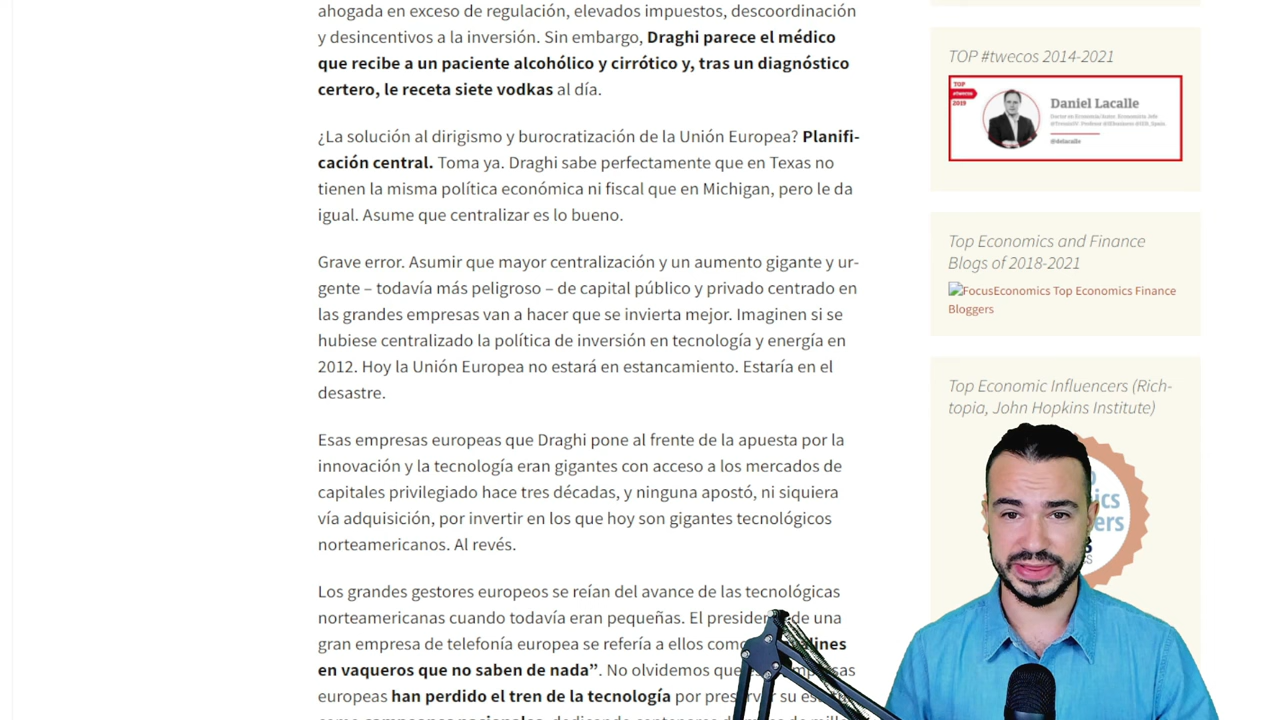 ahogada en exceso de regulación, elevados impuestos, descoordinación
y desincentivos a la inversión. Sin embargo, Draghi parece el médico
que recibe a un paciente alcohólico y cirrótico y, tras un diagnóstico
certero, le receta siete vodkas al día.
¿La solución al dirigismo y burocratización de la Unión Europea? Planifi-
cación central. Toma ya. Draghi sabe perfectamente que en Texas no
tienen la misma política económica ni fiscal que en Michigan, pero le da
igual. Asume que centralizar es lo bueno.
Grave error. Asumir que mayor centralización y un aumento gigante y ur-
gente – todavía más peligroso – de capital público y privado centrado en
las grandes empresas van a hacer que se invierta mejor. Imaginen si se
hubiese centralizado la política de inversión en tecnología y energía en
2012. Hoy la Unión Europea no estará en estancamiento. Estaría en el
desastre.
Esas empresas europeas que Draghi pone al frente de la apuesta por la
innovación y la tecnología eran gigantes con acceso a los mercados de
capitales privilegiado hace tres décadas, y ninguna apostó, ni siquiera
vía adquisición, por invertir en los que hoy son gigantes tecnológicos
norteamericanos. Al revés.
Los grandes gestores europeos se reían del avance de las tecnológicas
norteamericanas cuando todavía eran pequeñas. El presidente de una
gran empresa de telefonía europea se refería a ellos como
en vaqueros que no saben de nada”. No olvidemos que
europeas han perdido el tren de la tecnología por
TOP #twecos 2014-2021
TOP
#twecos
2019
Daniel Lacalle
@dlacalle
Top Economics and Finance
Blogs of 2018-2021
FocusEconomics Top Economics Finance
Bloggers
Top Economic Influencers (Rich-
topia, John Hopkins Institute)